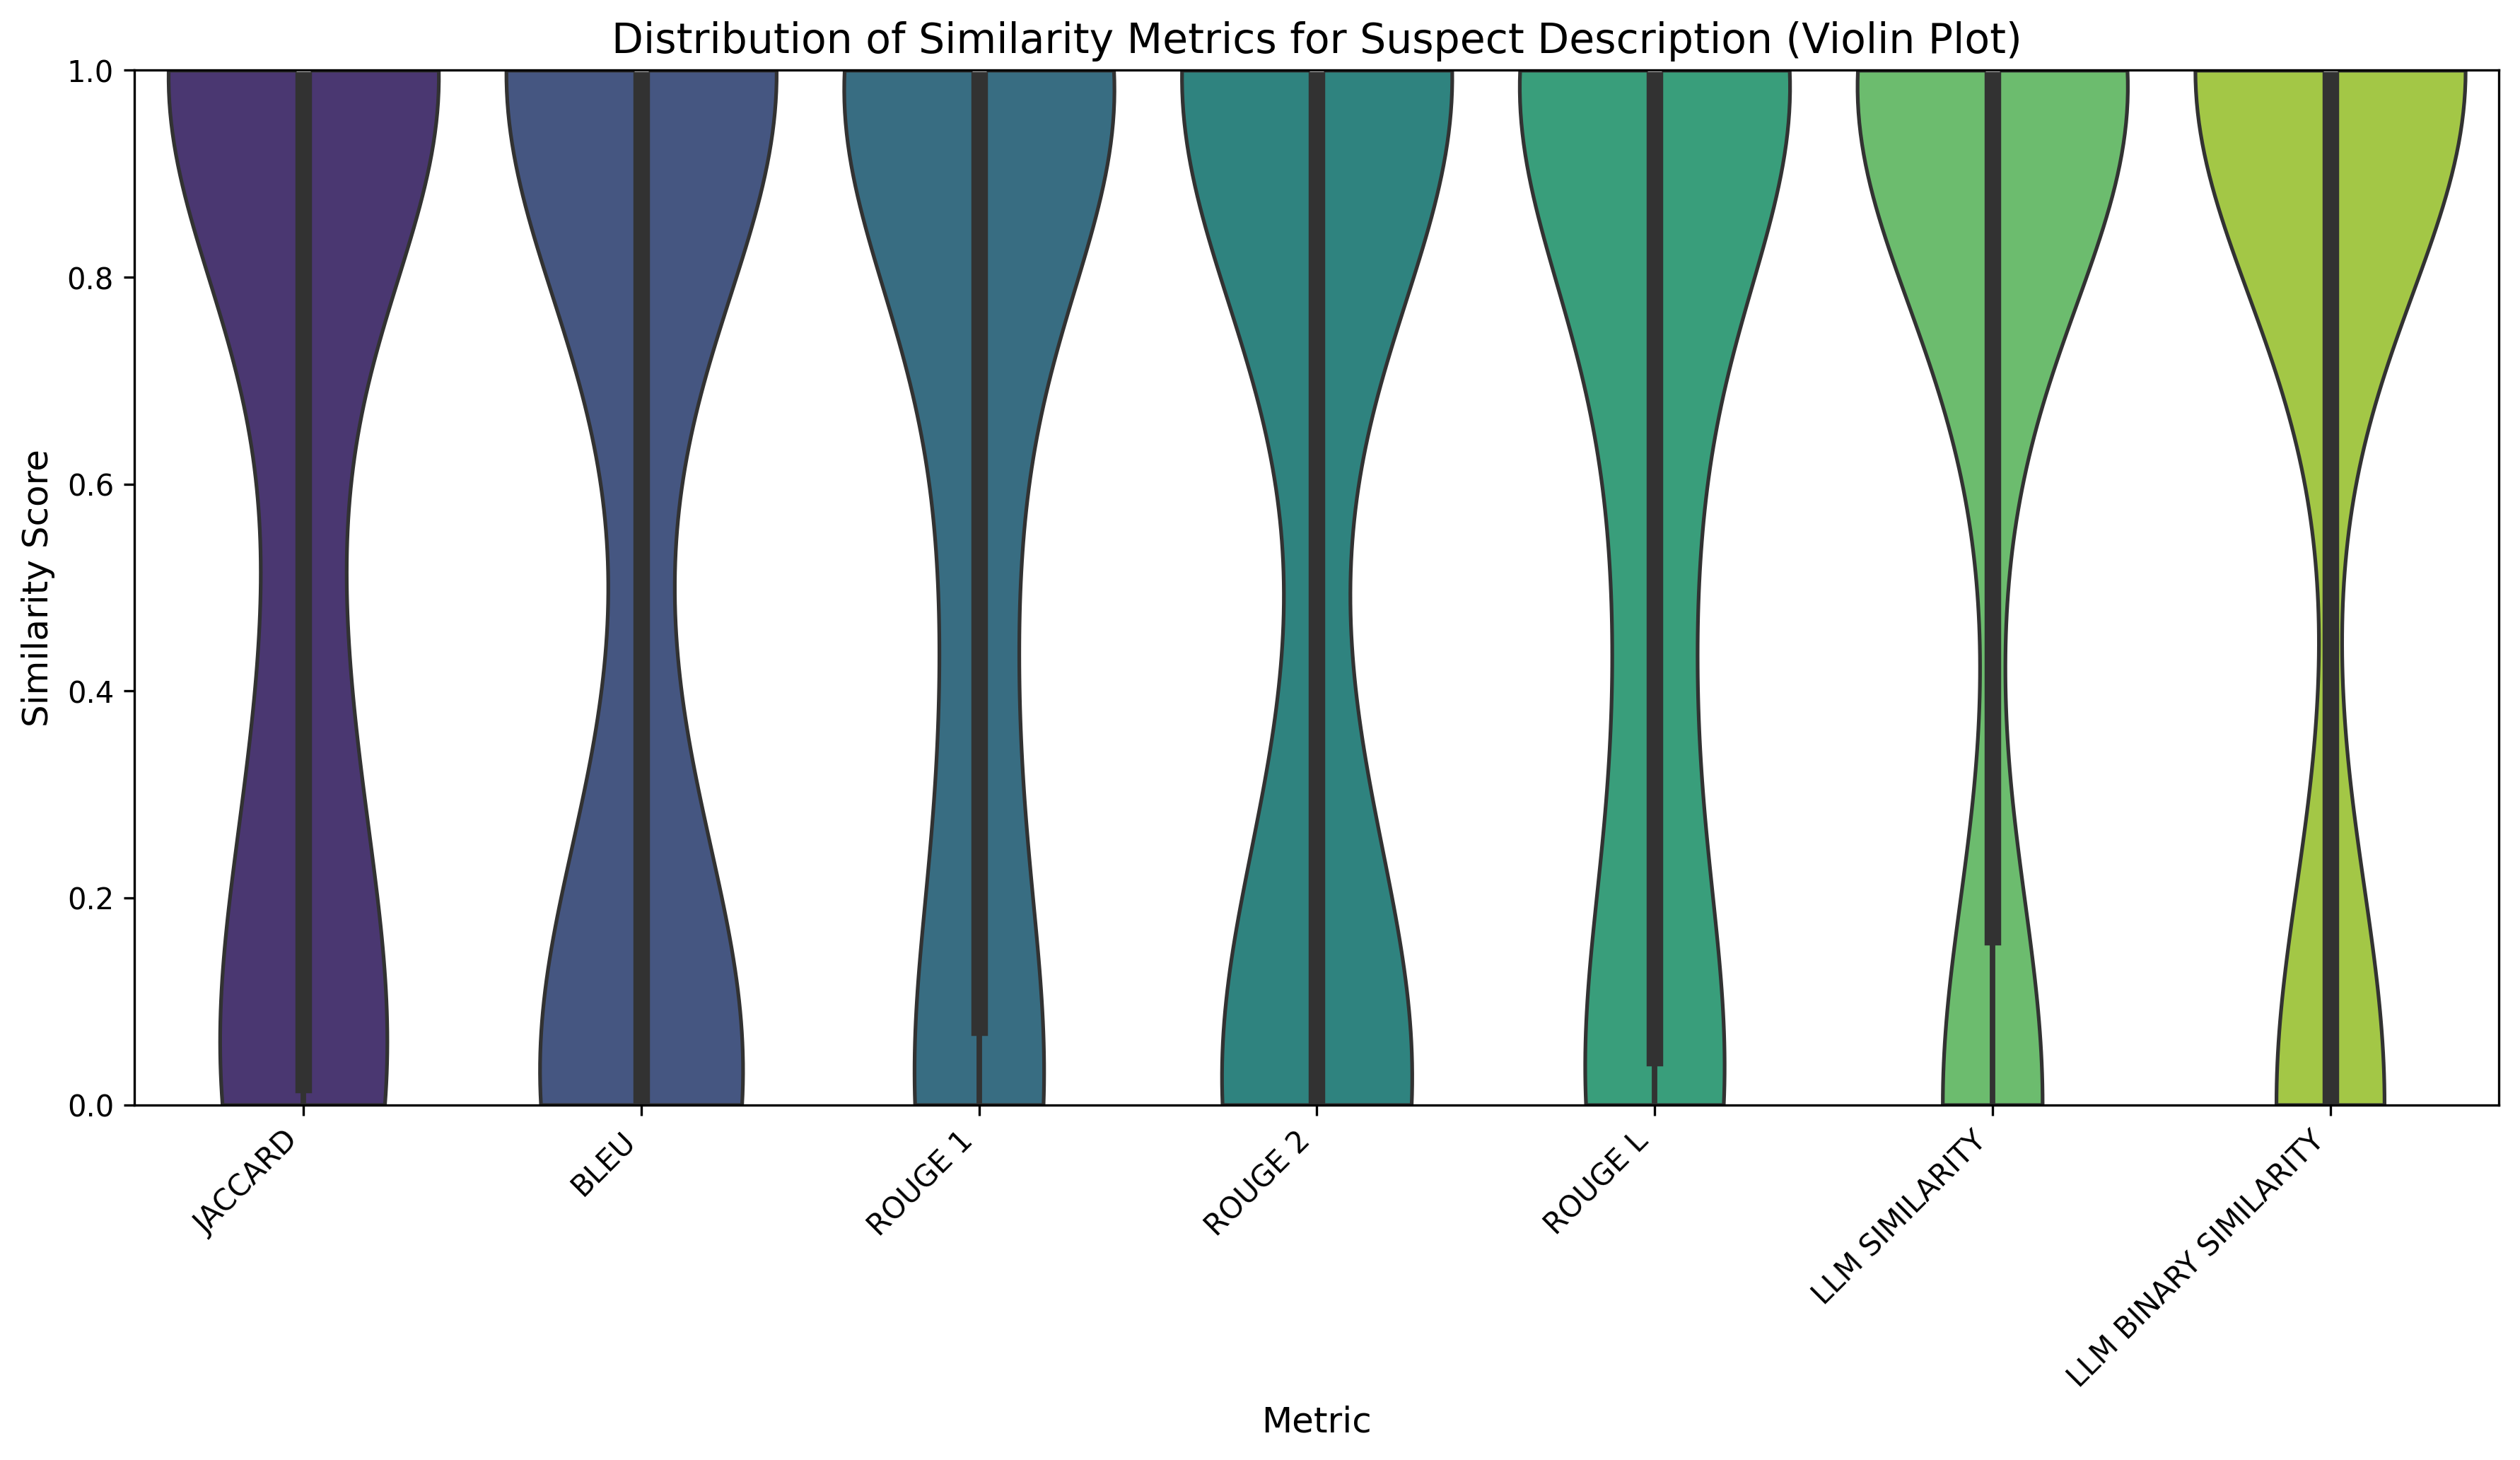 Distribution of Similarity Metrics for Suspect Description (Violin Plot)
Similarity Score
1.0
0.8
0.6
0.4
0.2
0.0
JACCARD
BLEU
ROUGE 1
ROUGE 2
ROUGE L
LLM SIMILARITY
LLM BINARY SIMILARITY
Metric